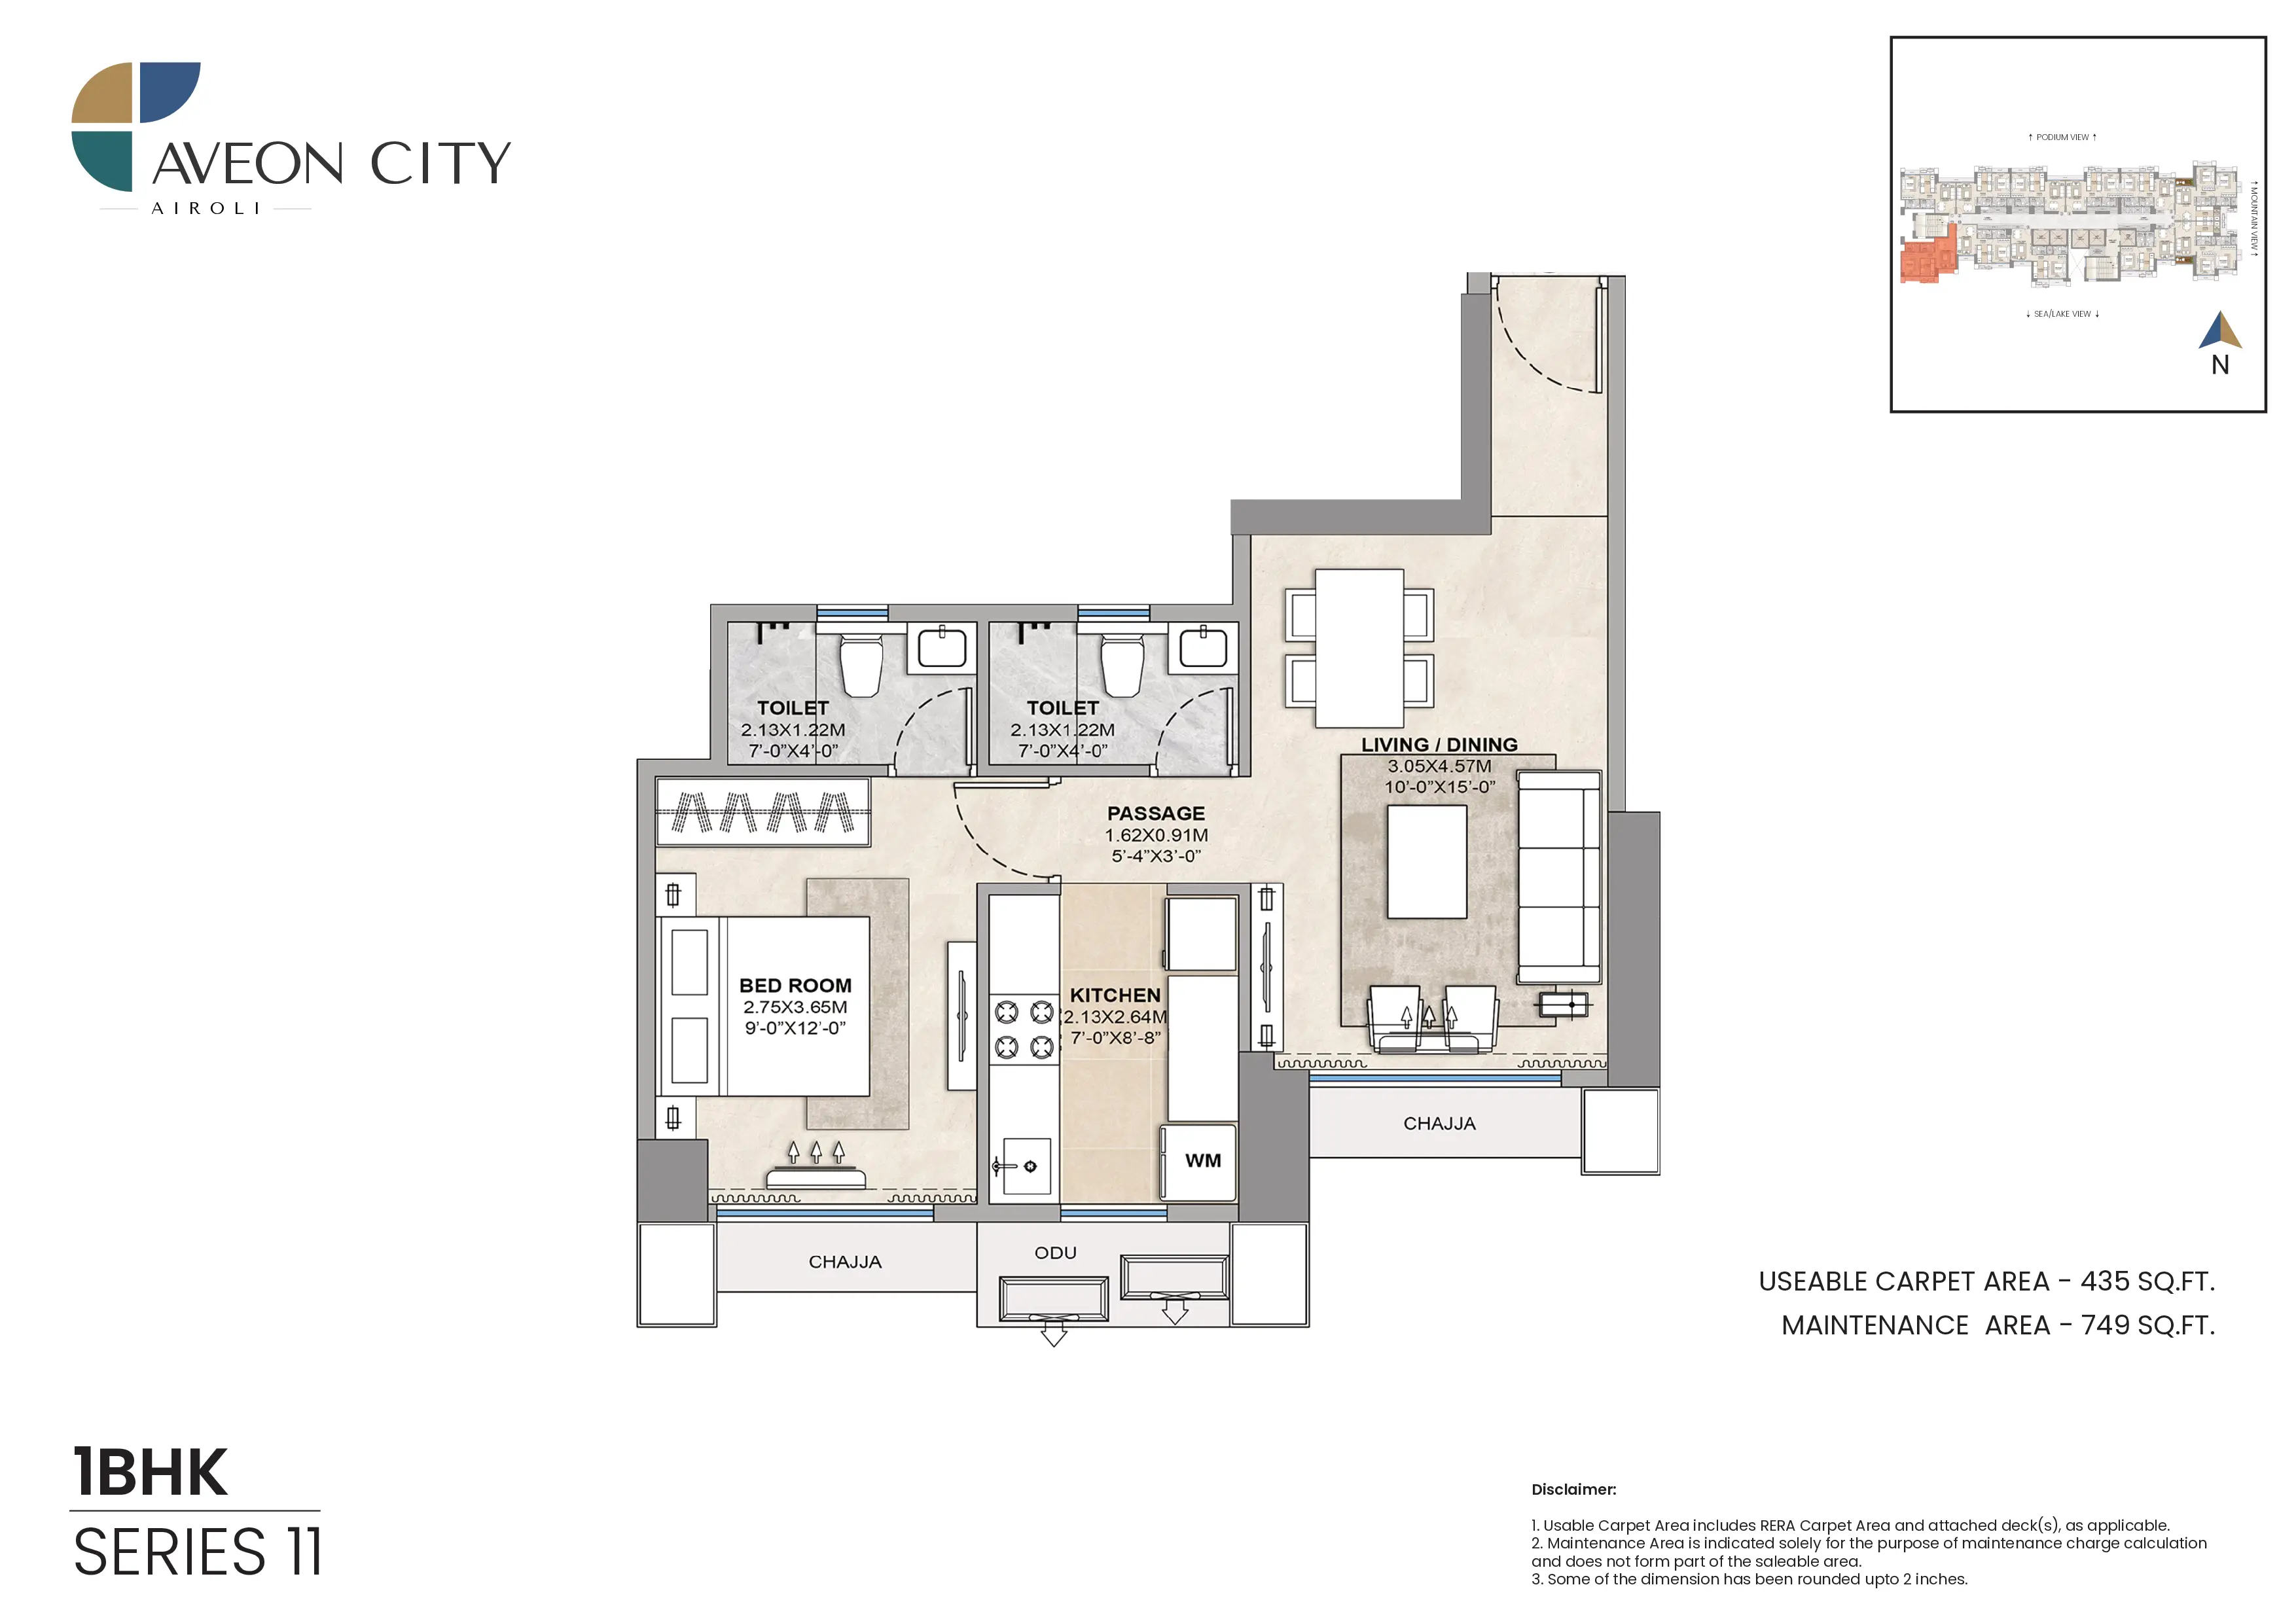 AVEON CITY
AIROLI
↑ PODIUM VIEW ↑
↑ MOUNTAIN VIEW ↑
↓ SEA/LAKE VIEW ↓
N
TOILET
2.13X1.22M
7'-0"X4'-0"
TOILET
2.13X1.22M
7'-0"X4'-0"
LIVING / DINING
3.05X4.57M
10'-0"X15'-0"
PASSAGE
1.62X0.91M
5'-4"X3'-0"
BED ROOM
2.75X3.65M
9'-0"X12'-0"
KITCHEN
2.13X2.64M
7'-0"X8'-8"
WM
CHAJJA
CHAJJA
ODU
USEABLE CARPET AREA - 435 SQ.FT.
MAINTENANCE AREA - 749 SQ.FT.
1BHK
SERIES 11
Disclaimer:
1. Usable Carpet Area includes RERA Carpet Area and attached deck(s), as applicable.
2. Maintenance Area is indicated solely for the purpose of maintenance charge calculation
and does not form part of the saleable area.
3. Some of the dimension has been rounded upto 2 inches.